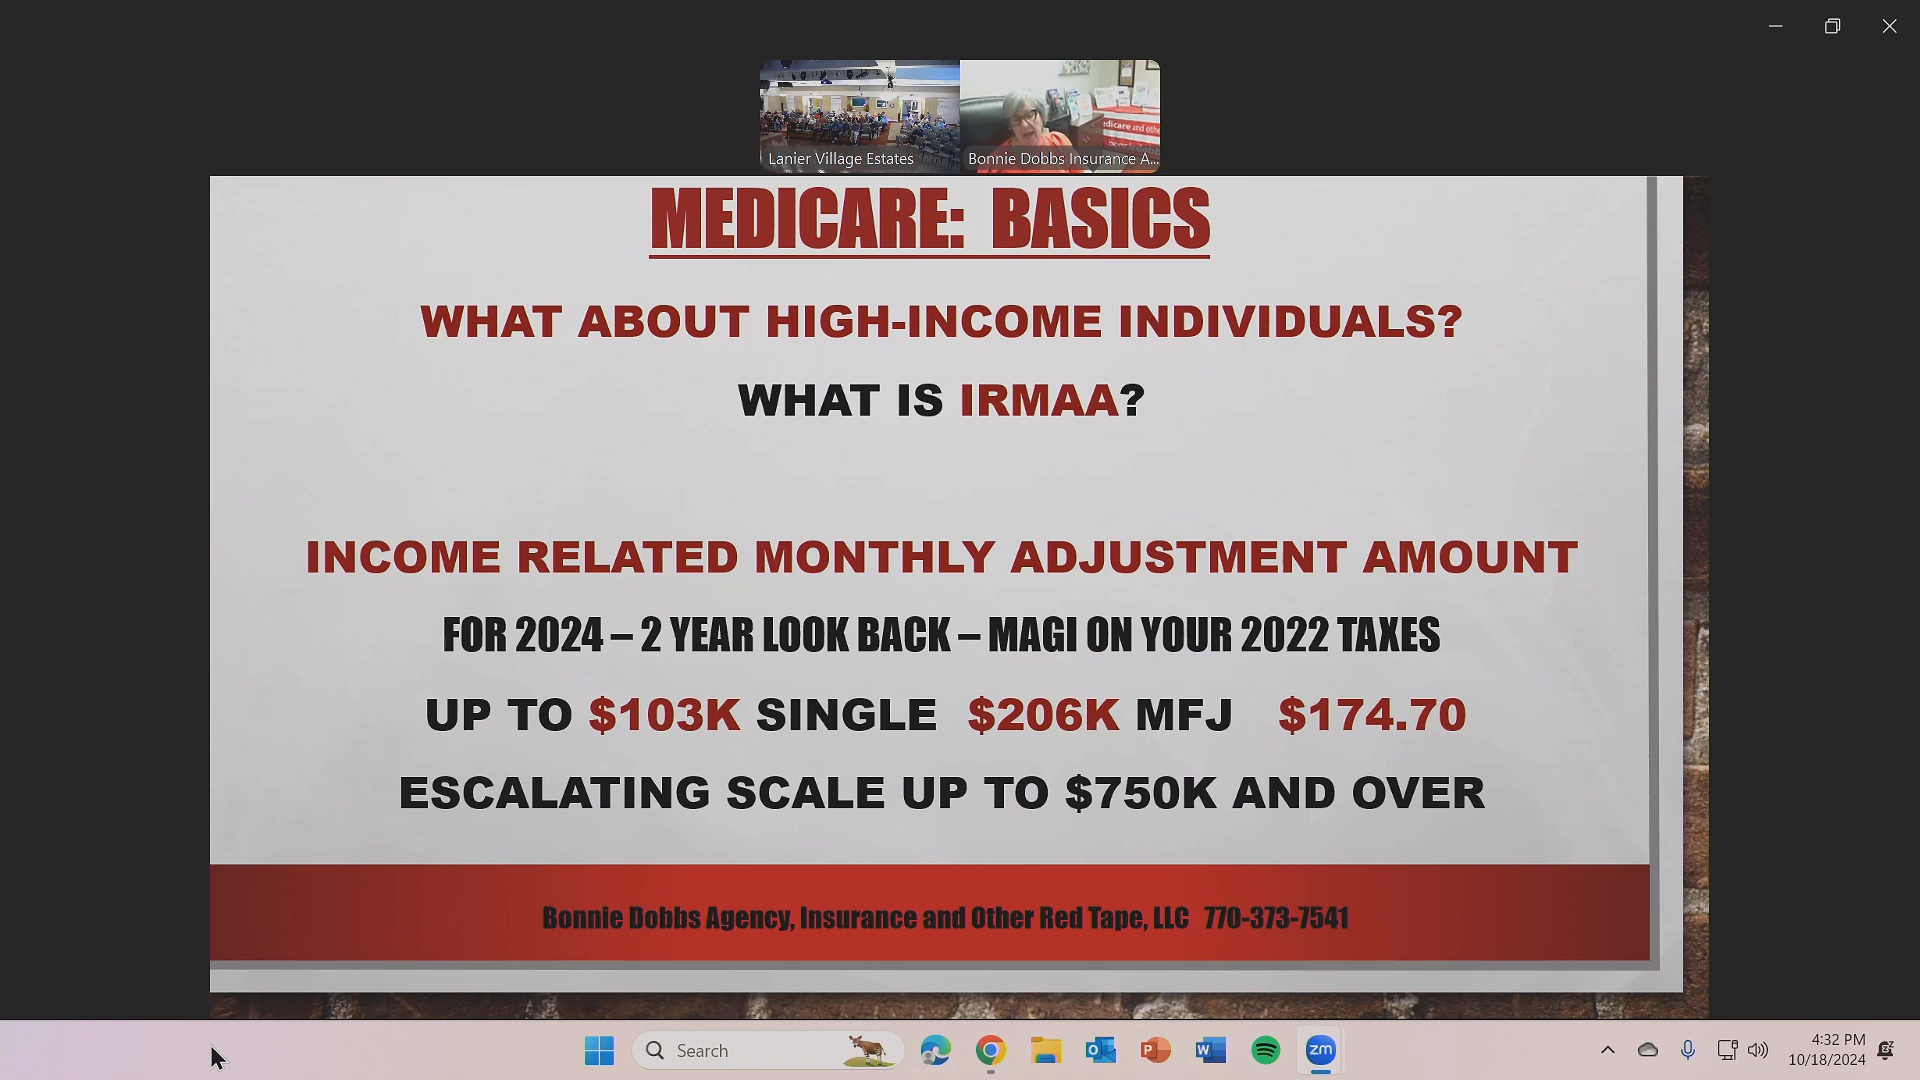 Lanier Village Estates
Bonnie Dobbs Insurance A...
MEDICARE: BASICS
WHAT ABOUT HIGH-INCOME INDIVIDUALS?
WHAT IS IRMAA?
INCOME RELATED MONTHLY ADJUSTMENT AMOUNT
FOR 2024 – 2 YEAR LOOK BACK – MAGI ON YOUR 2022 TAXES
UP TO $103K SINGLE $206K MFJ $174.70
ESCALATING SCALE UP TO $750K AND OVER
Bonnie Dobbs Agency, Insurance and Other Red Tape, LLC 770-373-7541
Search
zm
4:32 PM
10/18/2024